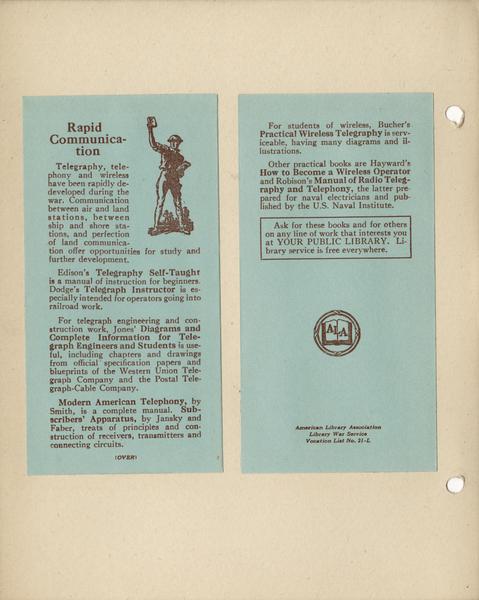 Rapid
Communica-
tion
Telegraphy, tele-
phony and wireless
have been rapidly de-
developed during the
war. Communication
between air and land
stations, between
ship and shore sta-
tions, and perfection
of land communica-
tion offer opportunities for study and
further development.
Edison's Telegraphy Self-Taught
is a manual of instruction for beginners.
Dodge's Telegraph Instructor is es-
pecially intended for operators going into
railroad work.
For telegraph engineering and con-
struction work, Jones' Diagrams and
Complete Information for Tele-
graph Engineers and Students is use-
ful, including chapters and drawings
from official specification papers and
blueprints of the Western Union Tele-
graph Company and the Postal Tele-
graph-Cable Company.
Modern American Telephony, by
Smith, is a complete manual. Sub-
scribers' Apparatus, by Jansky and
Faber, treats of principles and con-
struction of receivers, transmitters and
connecting circuits.
(OVER)
For students of wireless, Bucher's
Practical Wireless Telegraphy is serv-
iceable, having many diagrams and il-
lustrations.
Other practical books are Hayward's
How to Become a Wireless Operator
and Robison's Manual of Radio Teleg-
raphy and Telephony, the latter pre-
pared for naval electricians and pub-
lished by the U.S. Naval Institute.
Ask for these books and for others
on any line of work that interests you
at YOUR PUBLIC LIBRARY. Li-
brary service is free everywhere.
ALA
American Library Association
Library War Service
Vocation List No. 21-L